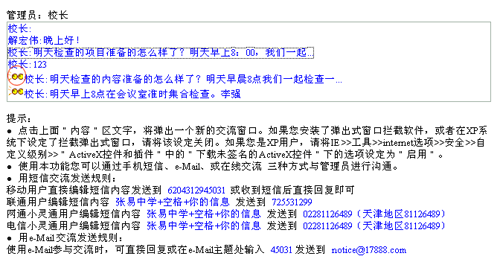 管理员：校长
校长:
解宏伟:晚上好！
校长:明天检查的项目准备的怎么样了？明天早上8：00，我们一起...
校长:123
校长:明天检查的内容准备的怎么样了？明天早晨8点我们一起检查一...
校长:明天早上8点在会议室准时集合检查。李强
提示：
● 点击上面＂内容＂区文字，将弹出一个新的交流窗口。如果您安装了弹出式窗口拦截软件，或者在XP系
统下设定了拦截弹出式窗口，请将该设定关闭。如果您是XP用户，请将IE>>工具>>internet选项>>安全>>自
定义级别>>＂ActiveX控件和插件＂中的＂下载未签名的ActiveX控件＂下的选项设定为＂启用＂。
● 使用本功能您可以通过手机短信、e-Mail、或在线交流 三种方式与管理员进行沟通。
● 用短信交流发送规则：
移动用户直接编辑短信内容发送到 6204312945031 或收到短信后直接回复即可
联通用户编辑短信内容 张易中学+空格+你的信息 发送到 725531299
网通小灵通用户编辑短信内容 张易中学+空格+你的信息 发送到 02281126489（天津地区81126489）
电信小灵通用户编辑短信内容 张易中学+空格+你的信息 发送到 02281126489（天津地区81126489）
● 用e-Mail交流发送规则：
使用e-Mail参与交流时，可直接回复或在e-Mail主题处输入 45031 发送到 notice@17888.com